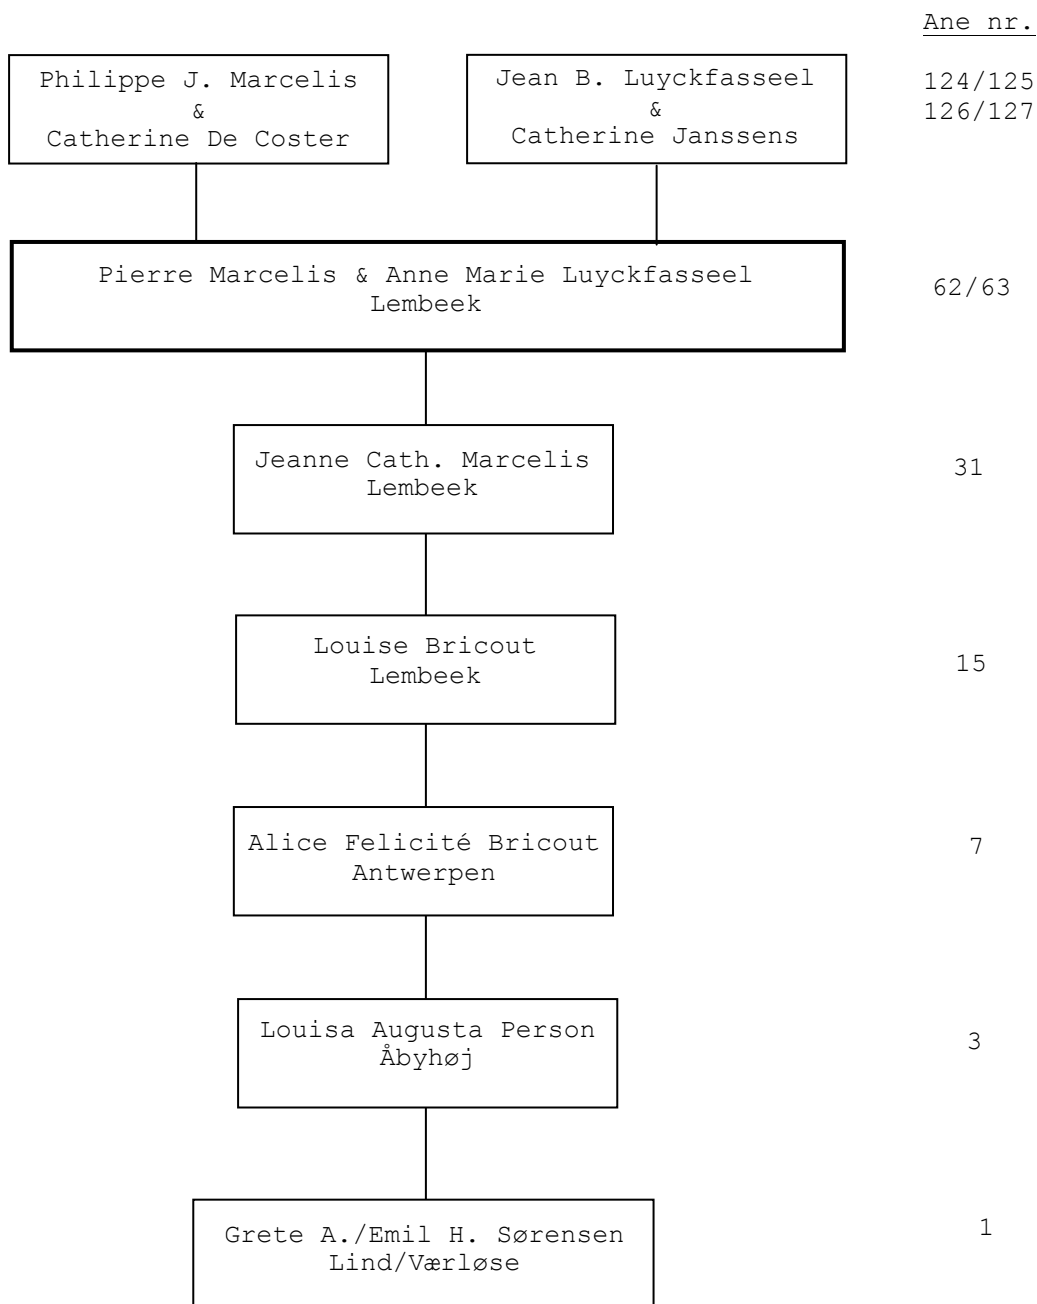 Ane nr.
Philippe J. Marcelis
&
Catherine De Coster
Jean B. Luyckfasseel
&
Catherine Janssens
124/125
126/127
Pierre Marcelis & Anne Marie Luyckfasseel
Lembeek
62/63
Jeanne Cath. Marcelis
Lembeek
31
Louise Bricout
Lembeek
15
Alice Felicité Bricout
Antwerpen
7
Louisa Augusta Person
Åbyhøj
3
Grete A./Emil H. Sørensen
Lind/Værløse
1